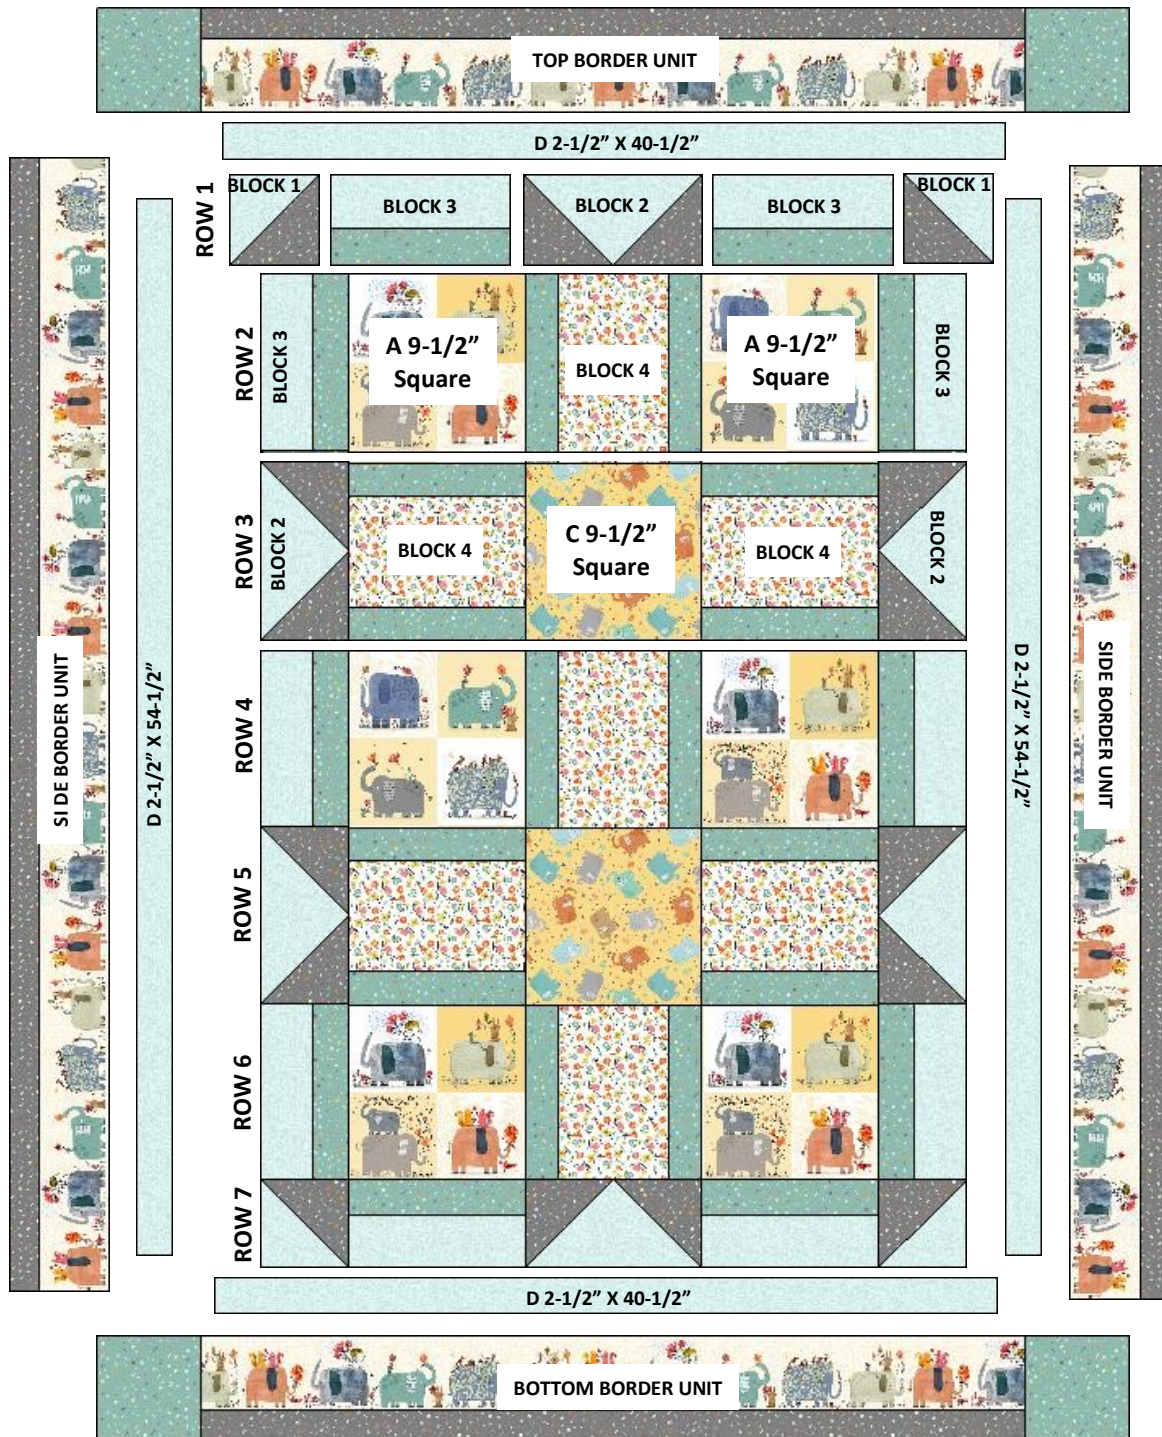 TOP BORDER UNIT
D 2-1/2” X 40-1/2”
ROW 1
BLOCK 1
BLOCK 3
BLOCK 2
BLOCK 3
BLOCK 1
ROW 2
BLOCK 3
A 9-1/2”
Square
BLOCK 4
A 9-1/2”
Square
BLOCK 3
ROW 3
BLOCK 2
BLOCK 4
C 9-1/2”
Square
BLOCK 4
BLOCK 2
SI DE BORDER UNIT
D 2-1/2” X 54-1/2”
ROW 4
D 2-1/2” X 54-1/2”
SIDE BORDER UNIT
ROW 5
ROW 6
ROW 7
D 2-1/2” X 40-1/2”
BOTTOM BORDER UNIT